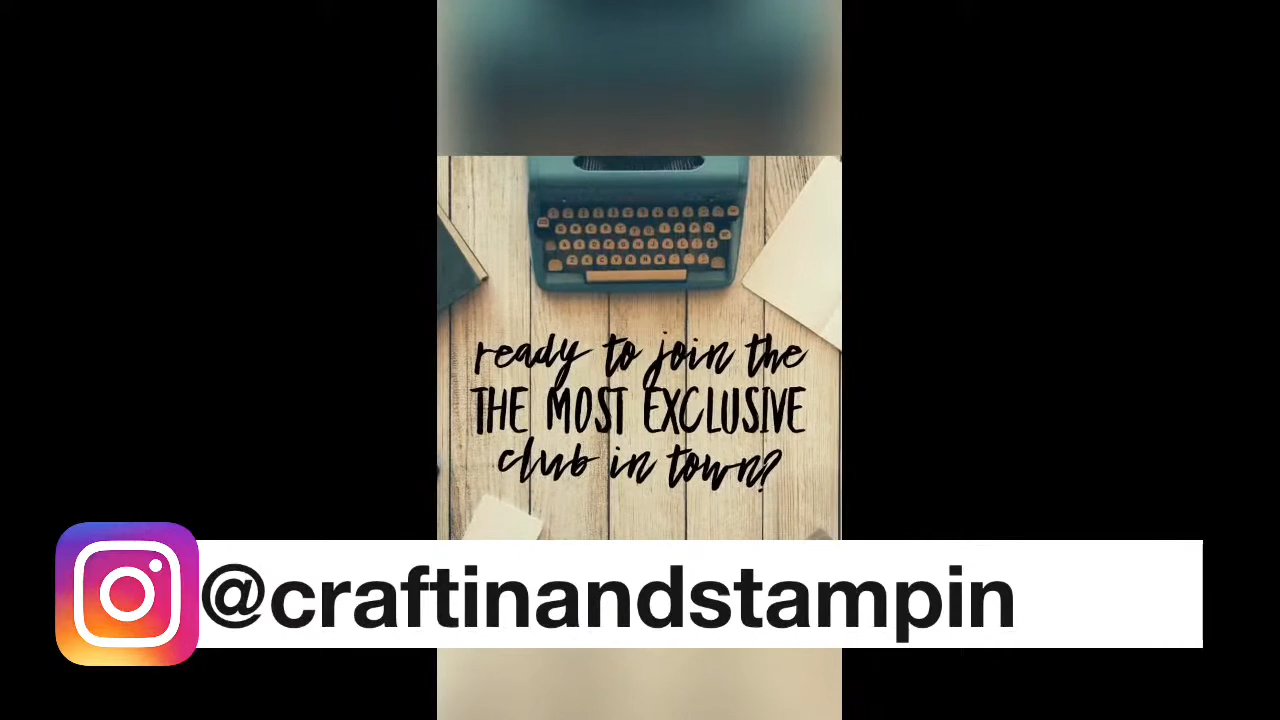 ready to join the
THE MOST EXCLUSIVE
club in town?
@craftinandstampin